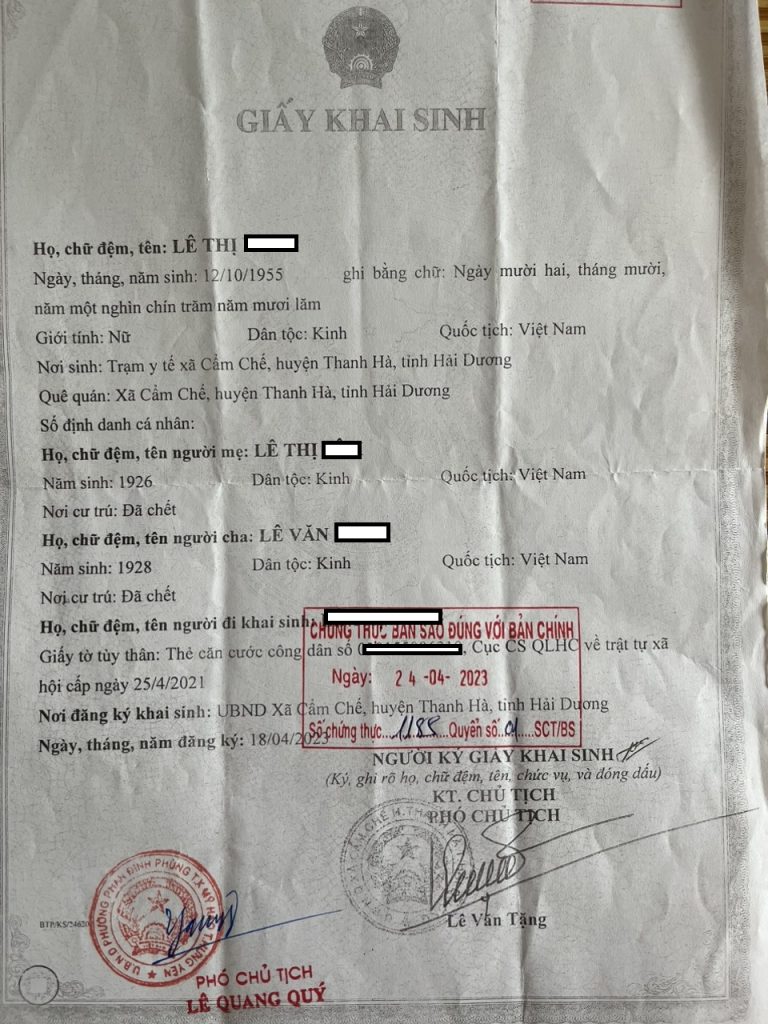 GIẤY KHAI SINH
Họ, chữ đệm, tên: LÊ THỊ
Ngày, tháng, năm sinh: 12/10/1955 ghi bằng chữ: Ngày mười hai, tháng mười,
năm một nghìn chín trăm năm mươi lăm
Giới tính: Nữ Dân tộc: Kinh Quốc tịch: Việt Nam
Nơi sinh: Trạm y tế xã Cẩm Chế, huyện Thanh Hà, tỉnh Hải Dương
Quê quán: Xã Cẩm Chế, huyện Thanh Hà, tỉnh Hải Dương
Số định danh cá nhân:
Họ, chữ đệm, tên người mẹ: LÊ THỊ
Năm sinh: 1926 Dân tộc: Kinh Quốc tịch: Việt Nam
Nơi cư trú: Đã chết
Họ, chữ đệm, tên người cha: LÊ VĂN
Năm sinh: 1928 Dân tộc: Kinh Quốc tịch: Việt Nam
Nơi cư trú: Đã chết
Họ, chữ đệm, tên người đi khai sinh:
CHỨNG THỰC BẢN SAO ĐÚNG VỚI BẢN CHÍNH
Giấy tờ tùy thân: Thẻ căn cước công dân số , Cục CS QLHC về trật tự xã
hội cấp ngày 25/4/2021
Ngày: 24-04-2023
Nơi đăng ký khai sinh: UBND Xã Cẩm Chế, huyện Thanh Hà, tỉnh Hải Dương
Số chứng thực...1185...Quyển số..01....SCT/BS
Ngày, tháng, năm đăng ký: 18/04/2023
NGƯỜI KÝ GIẤY KHAI SINH
(Ký, ghi rõ họ, chữ đệm, tên, chức vụ, và đóng dấu)
KT. CHỦ TỊCH
PHÓ CHỦ TỊCH
Lê Văn Tặng
U.B.N.D PHƯỜNG PHAN ĐÌNH PHÙNG T.X MỸ HÀO T.HƯNG YÊN
PHÓ CHỦ TỊCH
LÊ QUANG QUÝ